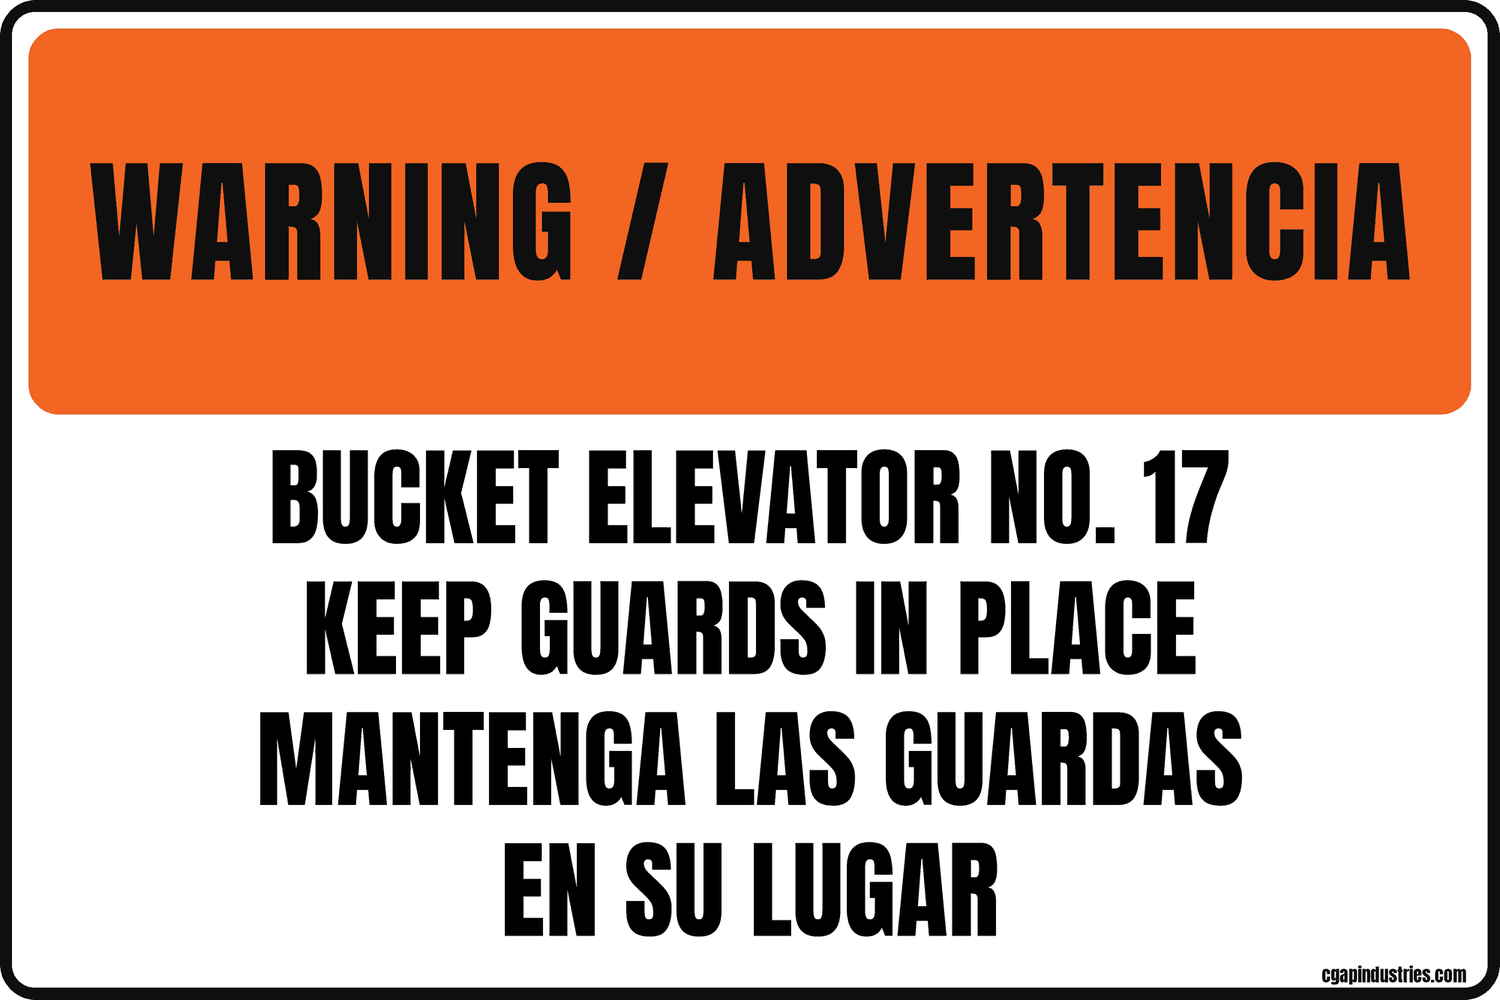 WARNING / ADVERTENCIA
BUCKET ELEVATOR NO. 17
KEEP GUARDS IN PLACE
MANTENGA LAS GUARDAS
EN SU LUGAR
cgapindustries.com